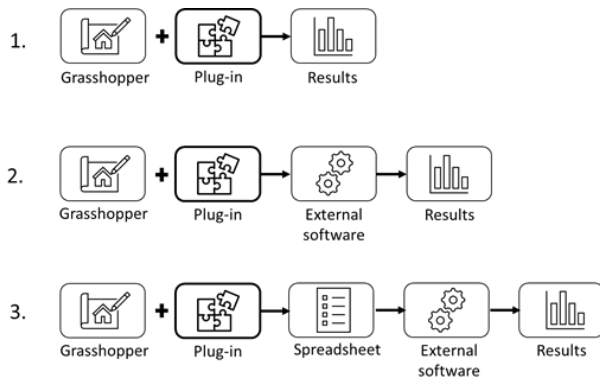 1.
Grasshopper + Plug-in Results
2.
Grasshopper + Plug-in External software Results
3.
Grasshopper + Plug-in Spreadsheet External software Results